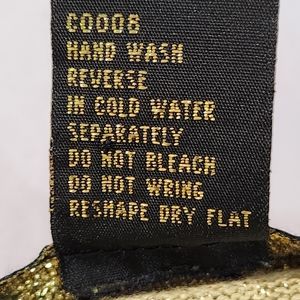 C0008
HAND WASH
REVERSE
IN COLD WATER
SEPARATELY
DO NOT BLEACH
DO NOT WRING
RESHAPE DRY FLAT